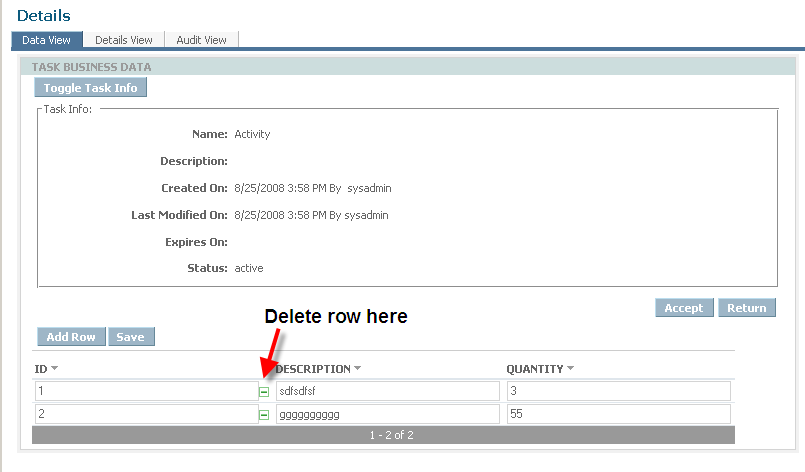 Details
Data View Details View Audit View
TASK BUSINESS DATA
Toggle Task Info
Task Info:
Name: Activity
Description:
Created On: 8/25/2008 3:58 PM By sysadmin
Last Modified On: 8/25/2008 3:58 PM By sysadmin
Expires On:
Status: active
Accept Return
Delete row here
Add Row Save
ID DESCRIPTION QUANTITY
1 sdfsdfsf 3
2 gggggggggg 55
1 - 2 of 2